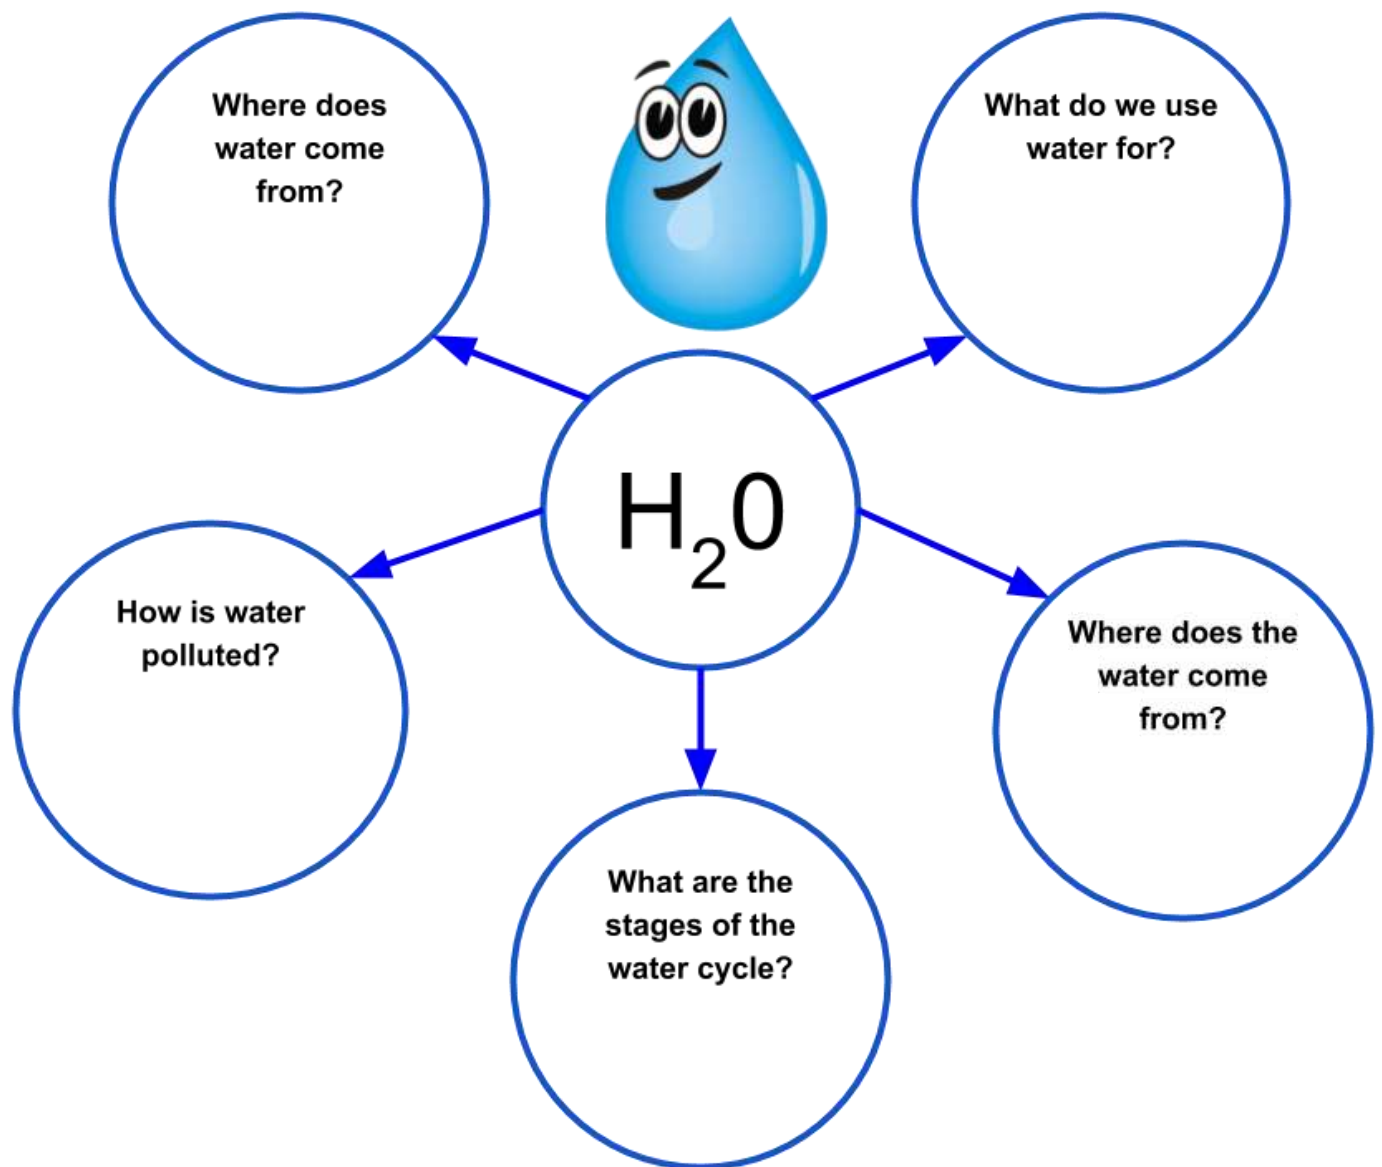 Where does
water come
from?
What do we use
water for?
H₂0
How is water
polluted?
Where does the
water come
from?
What are the
stages of the
water cycle?